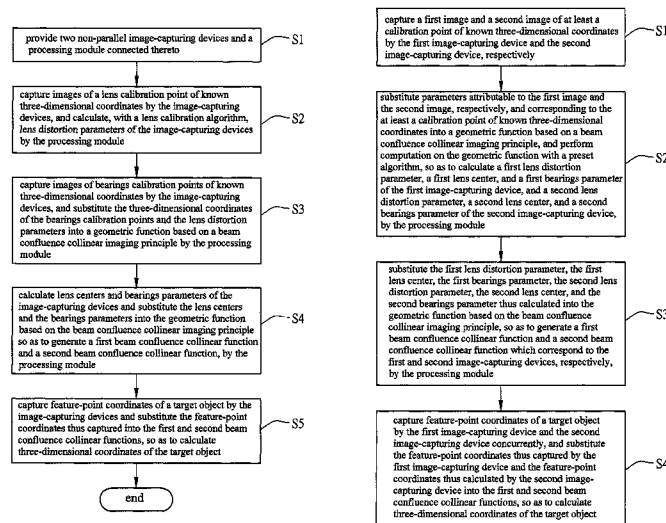 provide two non-parallel image-capturing devices and a
processing module connected thereto
S1
capture images of a lens calibration point of known
three-dimensional coordinates by the image-capturing
devices, and calculate, with a lens calibration algorithm,
lens distortion parameters of the image-capturing devices
by the processing module
S2
capture images of bearings calibration points of known
three-dimensional coordinates by the image-capturing
devices, and substitute the three-dimensional coordinates
of the bearings calibration points and the lens distortion
parameters into a geometric function based on a beam
confluence collinear imaging principle by the processing
module
S3
calculate lens centers and bearings parameters of the
image-capturing devices and substitute the lens centers
and the bearings parameters into the geometric function
based on the beam confluence collinear imaging principle
so as to generate a first beam confluence collinear function
and a second beam confluence collinear function, by the
processing module
S4
capture feature-point coordinates of a target object by the
image-capturing devices and substitute the feature-point
coordinates thus captured into the first and second beam
confluence collinear functions, so as to calculate
three-dimensional coordinates of the target object
S5
end
capture a first image and a second image of at least a
calibration point of known three-dimensional coordinates
by the first image-capturing device and the second
image-capturing device, respectively
S1
substitute parameters attributable to the first image and
the second image, respectively, and corresponding to the
at least a calibration point of known three-dimensional
coordinates into a geometric function based on a beam
confluence collinear imaging principle, and perform
computation on the geometric function with a preset
algorithm, so as to calculate a first lens distortion
parameter, a first lens center, and a first bearings parameter
of the first image-capturing device, and a second lens
distortion parameter, a second lens center, and a second
bearings parameter of the second image-capturing device,
by the processing module
S2
substitute the first lens distortion parameter, the first
lens center, the first bearings parameter, the second lens
distortion parameter, the second lens center, and the
second bearings parameter thus calculated into the
geometric function based on the beam confluence
collinear imaging principle, so as to generate a first
beam confluence collinear function and a second beam
confluence collinear function which correspond to the
first and second image-capturing devices, respectively,
by the processing module
S3
capture feature-point coordinates of a target object
by the first image-capturing device and the second
image-capturing device concurrently, and substitute
the feature-point coordinates thus captured by the
first image-capturing device and the feature-point
coordinates thus calculated by the second image-
capturing device into the first and second beam
confluence collinear functions, so as to calculate
three-dimensional coordinates of the target object
S4